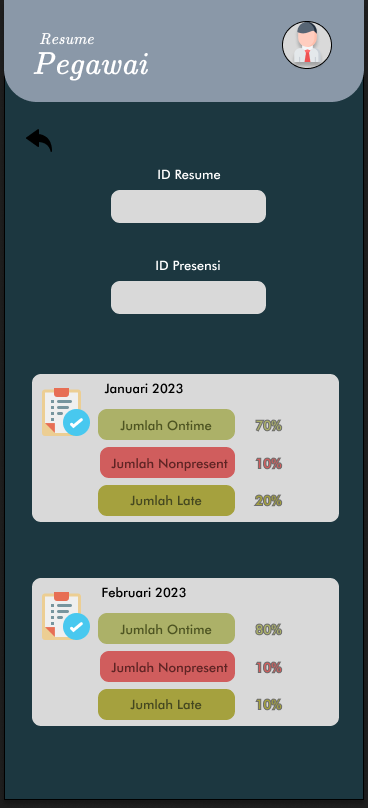 Resume
Pegawai
ID Resume
ID Presensi
Januari 2023
Jumlah Ontime 70%
Jumlah Nonpresent 10%
Jumlah Late 20%
Februari 2023
Jumlah Ontime 80%
Jumlah Nonpresent 10%
Jumlah Late 10%